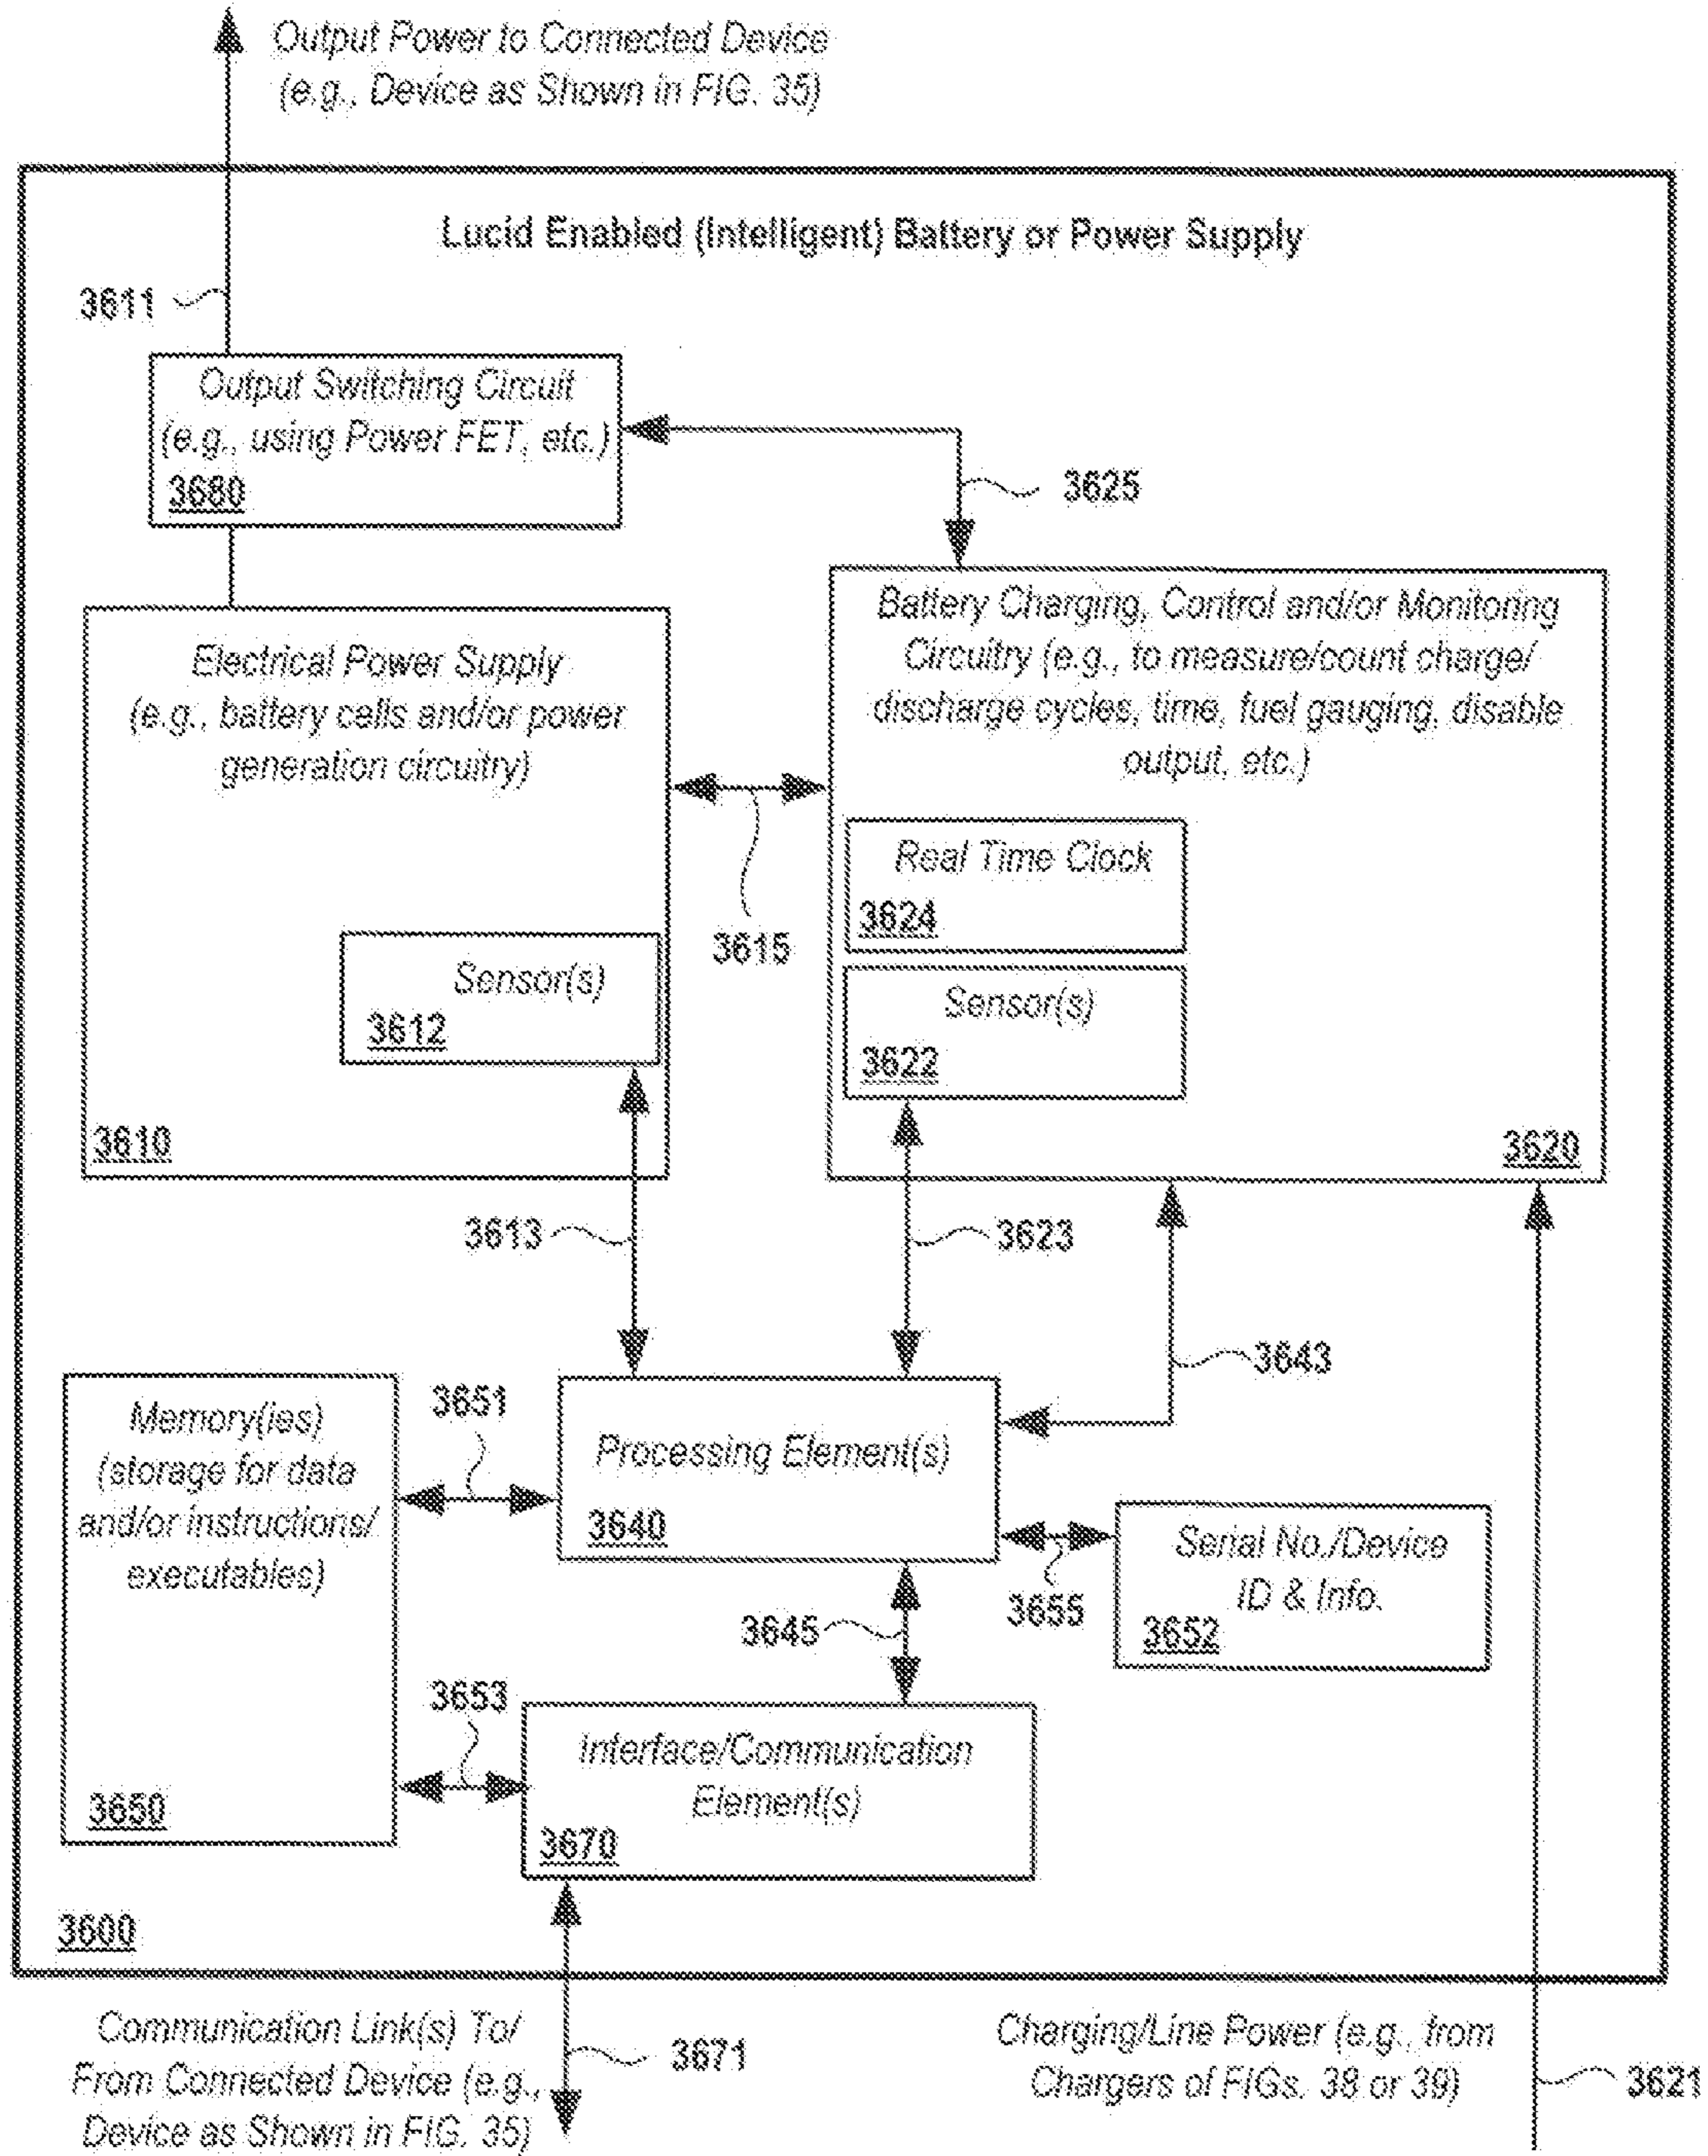 Output Power to Connected Device
(e.g., Device as Shown in FIG. 35)
Lucid Enabled (Intelligent) Battery or Power Supply
3611
Output Switching Circuit
(e.g., using Power FET, etc.)
3680
3625
Battery Charging, Control and/or Monitoring
Circuitry (e.g., to measure/count charge/
discharge cycles, time, fuel gauging, disable
output, etc.)
Electrical Power Supply
(e.g., battery cells and/or power
generation circuitry)
3615
Real Time Clock
3624
Sensor(s)
3612
Sensor(s)
3622
3610
3620
3613
3623
3643
Memory(ies)
(storage for data
and/or instructions/
executables)
3651
Processing Element(s)
3640
Serial No./Device
ID & Info.
3652
3655
3645
3653
Interface/Communication
Element(s)
3670
3650
3600
Communication Link(s) To/
From Connected Device (e.g.,
Device as Shown in FIG. 35)
3671
Charging/Line Power (e.g., from
Chargers of FIGs. 38 or 39)
3621